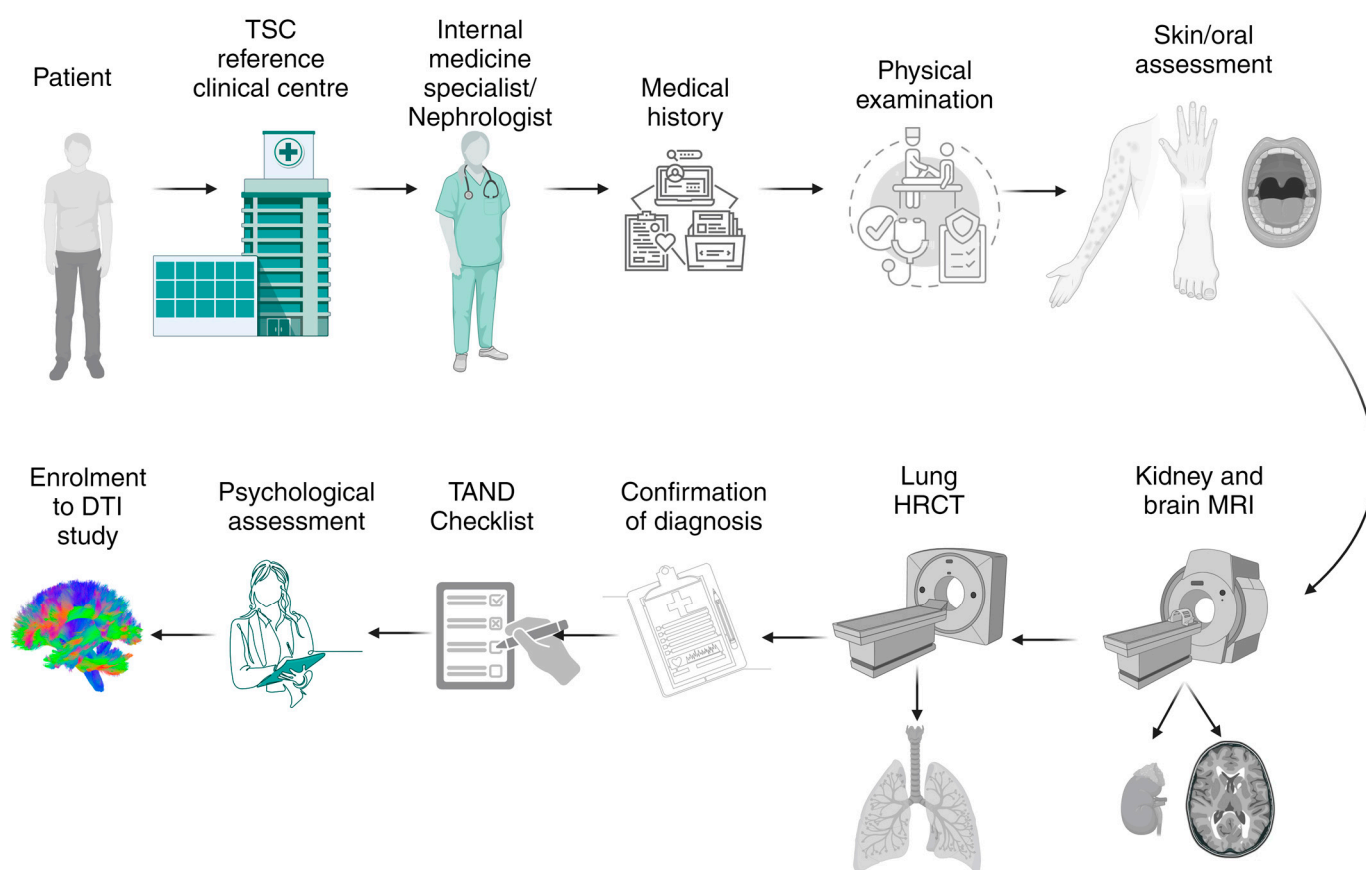 Patient
TSC
reference
clinical centre
Internal
medicine
specialist/
Nephrologist
Medical
history
Physical
examination
Skin/oral
assessment
Kidney and
brain MRI
Lung
HRCT
Confirmation
of diagnosis
TAND
Checklist
Psychological
assessment
Enrolment
to DTI
study